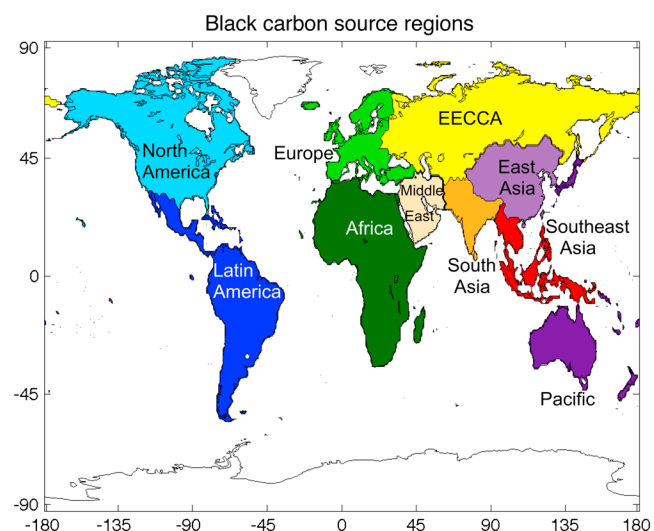 Black carbon source regions
90
45
0
-45
-90
-180
-135
-90
-45
0
45
90
135
180
North
America
Europe
EECCA
East
Asia
Middle
East
Africa
South
Asia
Southeast
Asia
Latin
America
Pacific